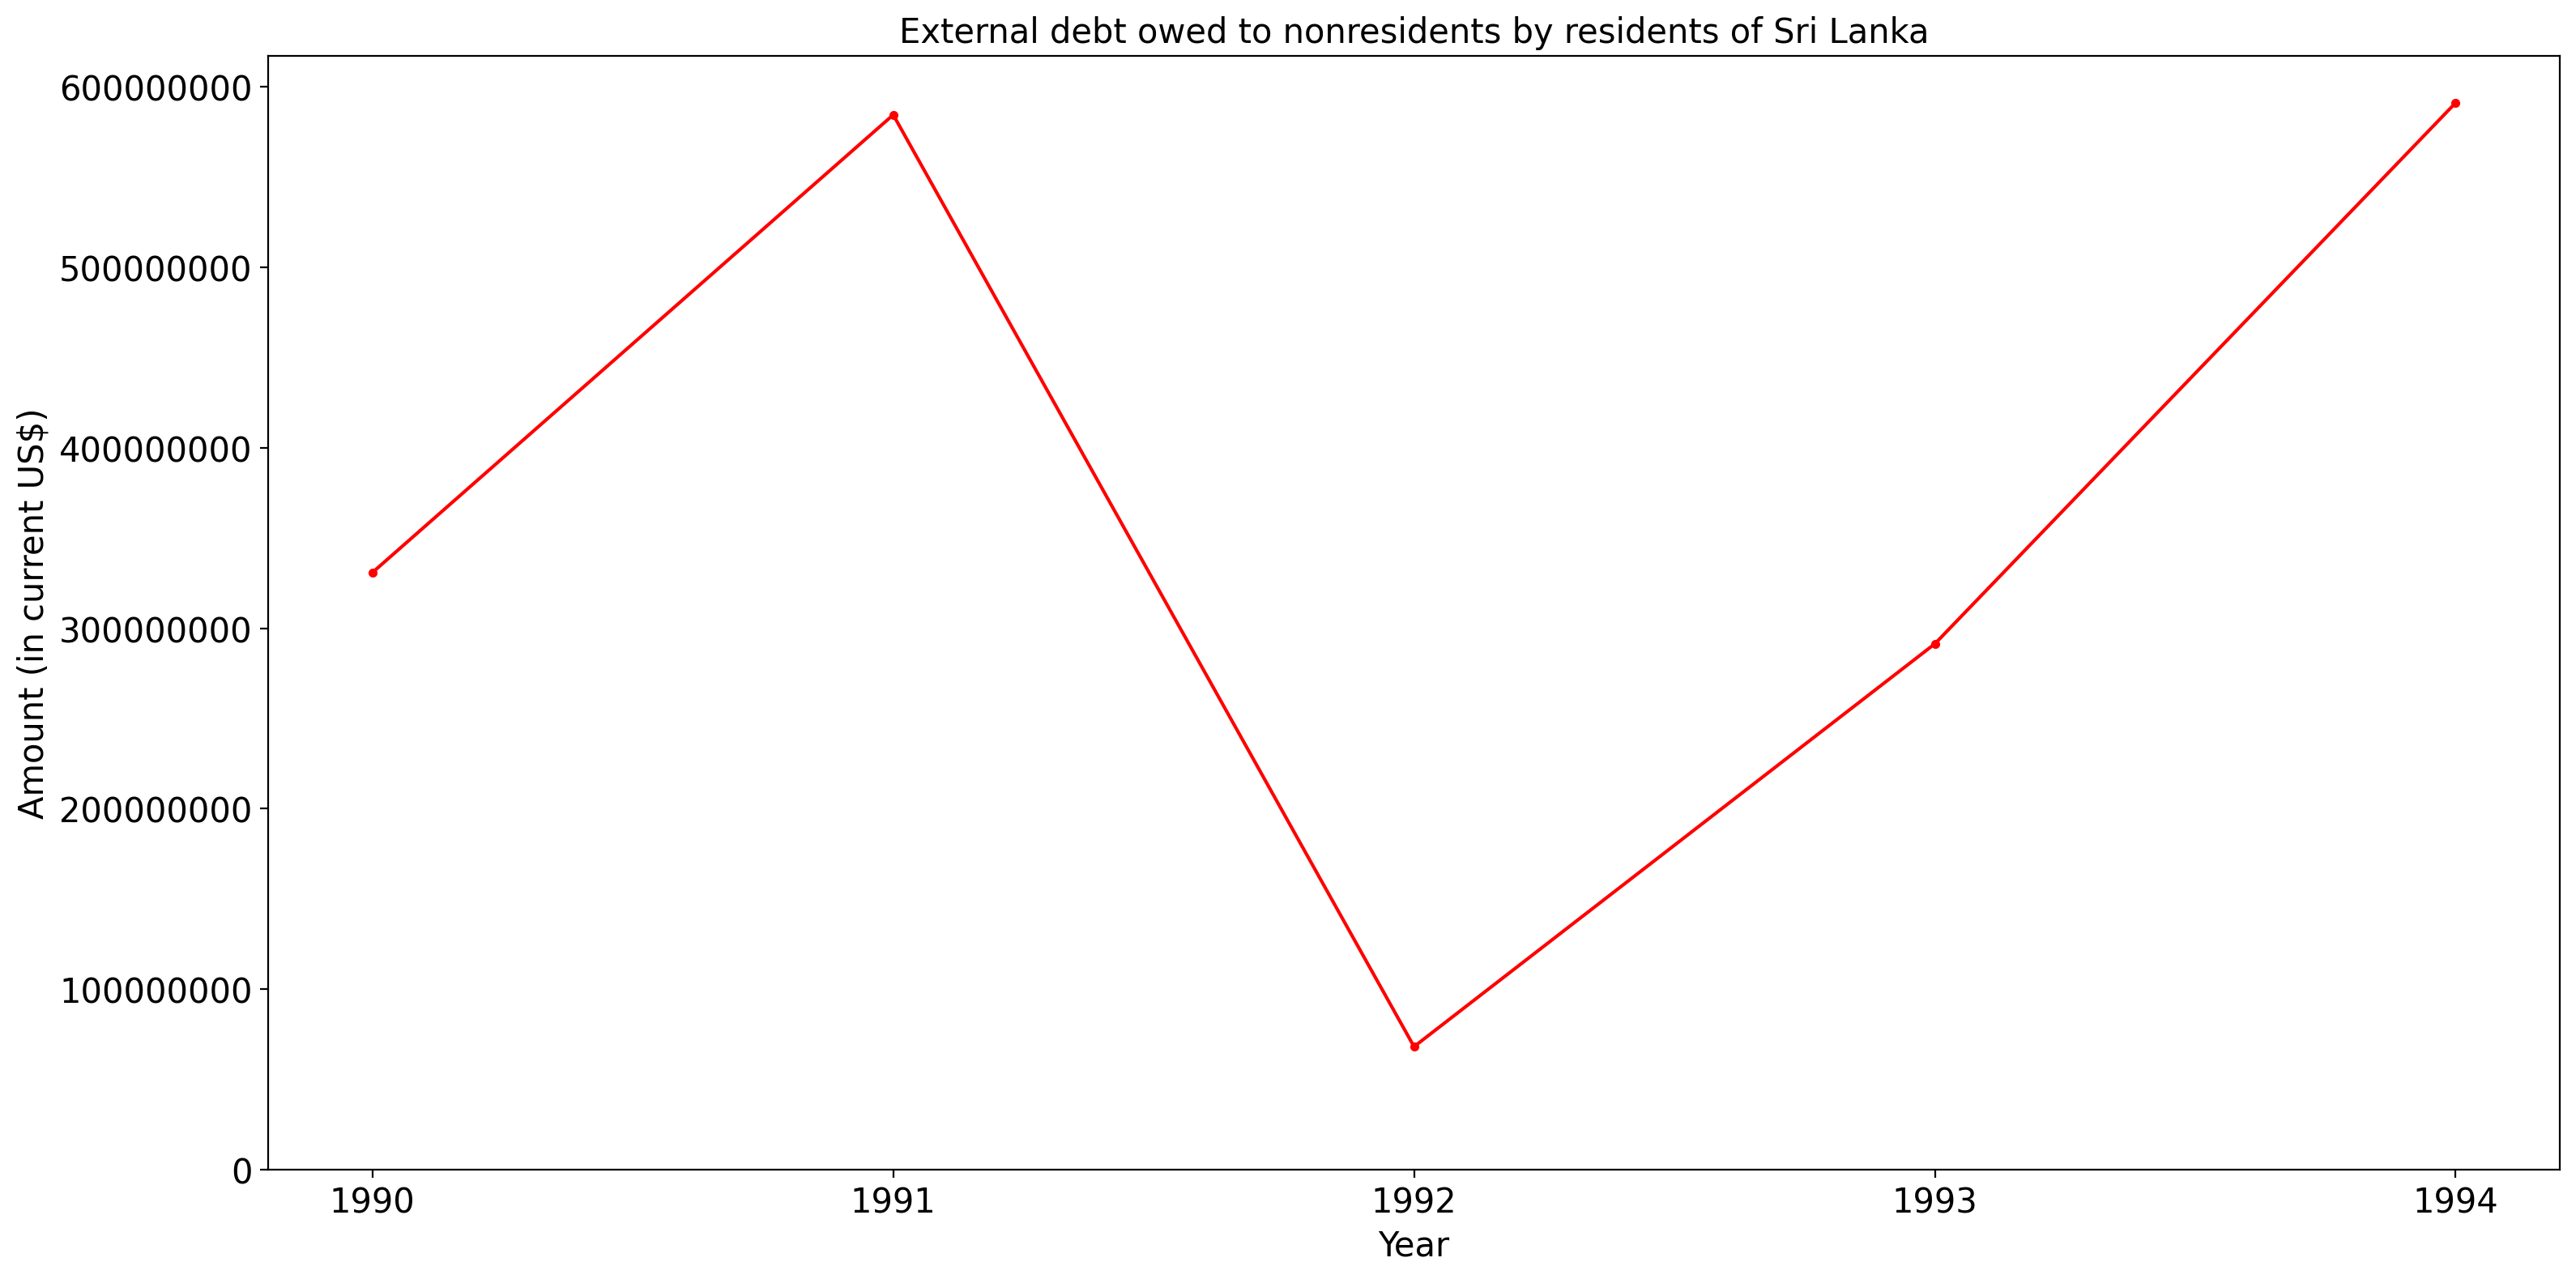 External debt owed to nonresidents by residents of Sri Lanka
600000000
500000000
400000000
300000000
200000000
100000000
0
Amount (in current US$)
1990 1991 1992 1993 1994
Year